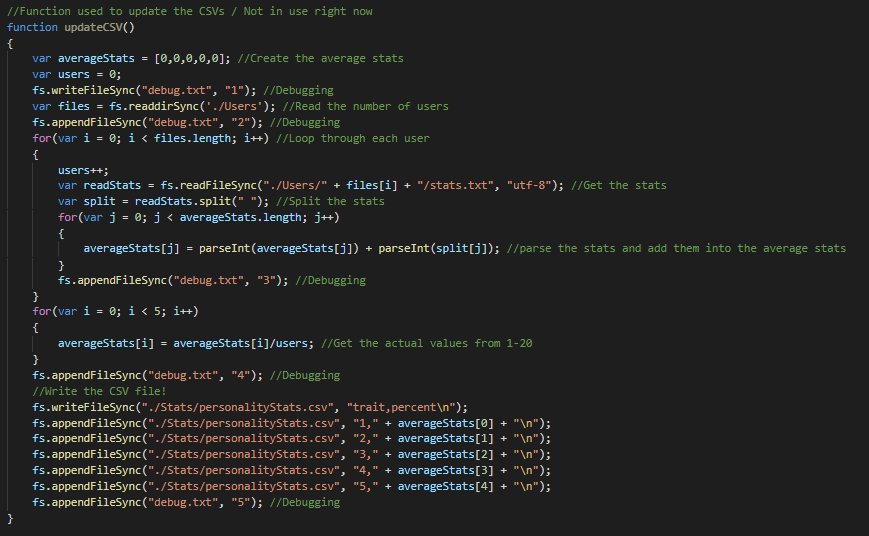 //Function used to update the CSVs / Not in use right now
function updateCSV()
{
    var averageStats = [0,0,0,0,0]; //Create the average stats
    var users = 0;
    fs.writeFileSync("debug.txt", "1"); //Debugging
    var files = fs.readdirSync('./Users'); //Read the number of users
    fs.appendFileSync("debug.txt", "2"); //Debugging
    for(var i = 0; i < files.length; i++) //Loop through each user
    {
        users++;
        var readStats = fs.readFileSync("./Users/" + files[i] + "/stats.txt", "utf-8"); //Get the stats
        var split = readStats.split(" "); //Split the stats
        for(var j = 0; j < averageStats.length; j++)
        {
            averageStats[j] = parseInt(averageStats[j]) + parseInt(split[j]); //parse the stats and add them into the average stats
        }
        fs.appendFileSync("debug.txt", "3"); //Debugging
    }
    for(var i = 0; i < 5; i++)
    {
        averageStats[i] = averageStats[i]/users; //Get the actual values from 1-20
    }
    fs.appendFileSync("debug.txt", "4"); //Debugging
    //Write the CSV file!
    fs.writeFileSync("./Stats/personalityStats.csv", "trait,percent\n");
    fs.appendFileSync("./Stats/personalityStats.csv", "1," + averageStats[0] + "\n");
    fs.appendFileSync("./Stats/personalityStats.csv", "2," + averageStats[1] + "\n");
    fs.appendFileSync("./Stats/personalityStats.csv", "3," + averageStats[2] + "\n");
    fs.appendFileSync("./Stats/personalityStats.csv", "4," + averageStats[3] + "\n");
    fs.appendFileSync("./Stats/personalityStats.csv", "5," + averageStats[4] + "\n");
    fs.appendFileSync("debug.txt", "5"); //Debugging
}